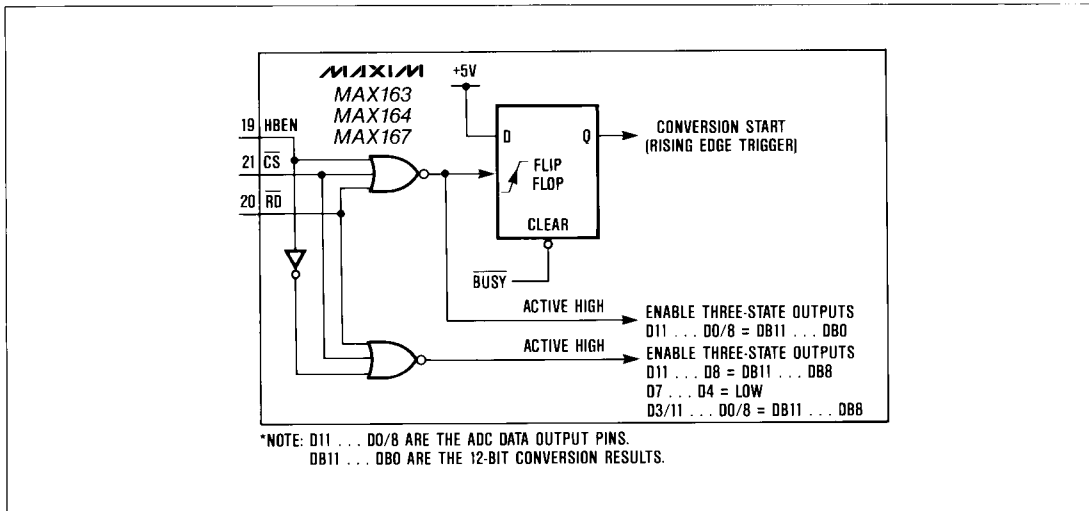 MAXIM
MAX163
MAX164
MAX167
+5V
19 HBEN
21 C̅S̅
20 R̅D̅
D Q
FLIP
FLOP
CLEAR
B̅U̅S̅Y̅
CONVERSION START
(RISING EDGE TRIGGER)
ACTIVE HIGH
ENABLE THREE-STATE OUTPUTS
D11 . . . D0/8 = DB11 . . . DB0
ACTIVE HIGH
ENABLE THREE-STATE OUTPUTS
D11 . . . D8 = DB11 . . . DB8
D7 . . . D4 = LOW
D3/11 . . . D0/8 = DB11 . . . DB8
*NOTE: D11 . . . D0/8 ARE THE ADC DATA OUTPUT PINS.
DB11 . . . DB0 ARE THE 12-BIT CONVERSION RESULTS.